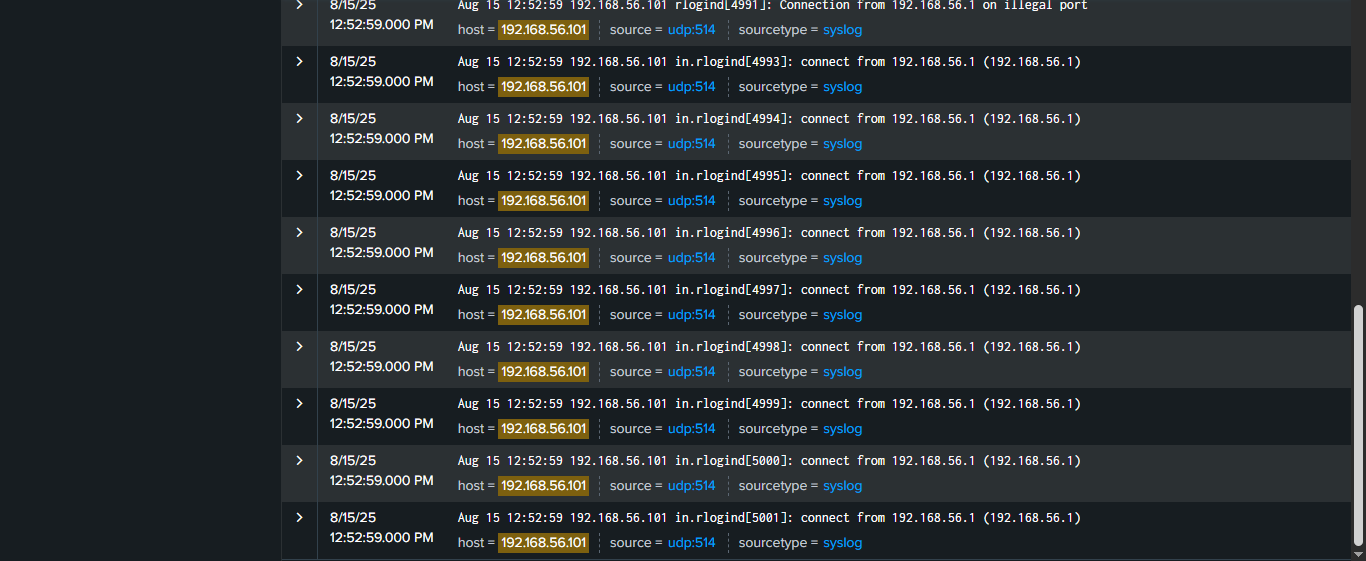 > 8/15/25 Aug 15 12:52:59 192.168.56.101 rlogind[4991]: Connection from 192.168.56.1 on illegal port
12:52:59.000 PM host = 192.168.56.101 source = udp:514 sourcetype = syslog
> 8/15/25 Aug 15 12:52:59 192.168.56.101 in.rlogind[4993]: connect from 192.168.56.1 (192.168.56.1)
12:52:59.000 PM host = 192.168.56.101 source = udp:514 sourcetype = syslog
> 8/15/25 Aug 15 12:52:59 192.168.56.101 in.rlogind[4994]: connect from 192.168.56.1 (192.168.56.1)
12:52:59.000 PM host = 192.168.56.101 source = udp:514 sourcetype = syslog
> 8/15/25 Aug 15 12:52:59 192.168.56.101 in.rlogind[4995]: connect from 192.168.56.1 (192.168.56.1)
12:52:59.000 PM host = 192.168.56.101 source = udp:514 sourcetype = syslog
> 8/15/25 Aug 15 12:52:59 192.168.56.101 in.rlogind[4996]: connect from 192.168.56.1 (192.168.56.1)
12:52:59.000 PM host = 192.168.56.101 source = udp:514 sourcetype = syslog
> 8/15/25 Aug 15 12:52:59 192.168.56.101 in.rlogind[4997]: connect from 192.168.56.1 (192.168.56.1)
12:52:59.000 PM host = 192.168.56.101 source = udp:514 sourcetype = syslog
> 8/15/25 Aug 15 12:52:59 192.168.56.101 in.rlogind[4998]: connect from 192.168.56.1 (192.168.56.1)
12:52:59.000 PM host = 192.168.56.101 source = udp:514 sourcetype = syslog
> 8/15/25 Aug 15 12:52:59 192.168.56.101 in.rlogind[4999]: connect from 192.168.56.1 (192.168.56.1)
12:52:59.000 PM host = 192.168.56.101 source = udp:514 sourcetype = syslog
> 8/15/25 Aug 15 12:52:59 192.168.56.101 in.rlogind[5000]: connect from 192.168.56.1 (192.168.56.1)
12:52:59.000 PM host = 192.168.56.101 source = udp:514 sourcetype = syslog
> 8/15/25 Aug 15 12:52:59 192.168.56.101 in.rlogind[5001]: connect from 192.168.56.1 (192.168.56.1)
12:52:59.000 PM host = 192.168.56.101 source = udp:514 sourcetype = syslog